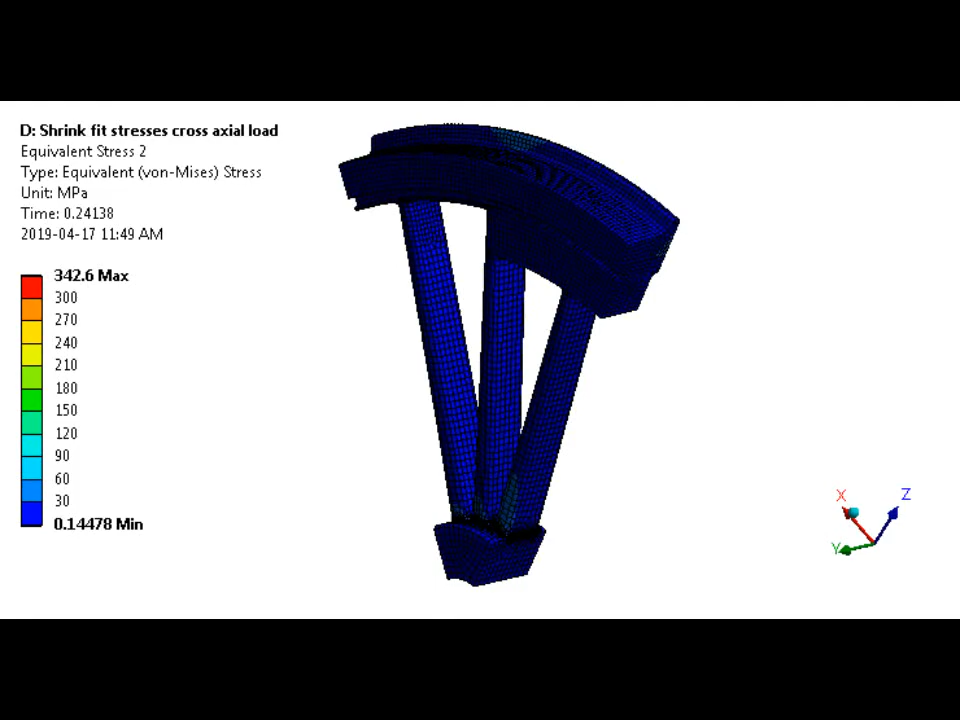 D: Shrink fit stresses cross axial load
Equivalent Stress 2
Type: Equivalent (von-Mises) Stress
Unit: MPa
Time: 0.24138
2019-04-17 11:49 AM
342.6 Max
300
270
240
210
180
150
120
90
60
30
0.14478 Min
X
Z
Y